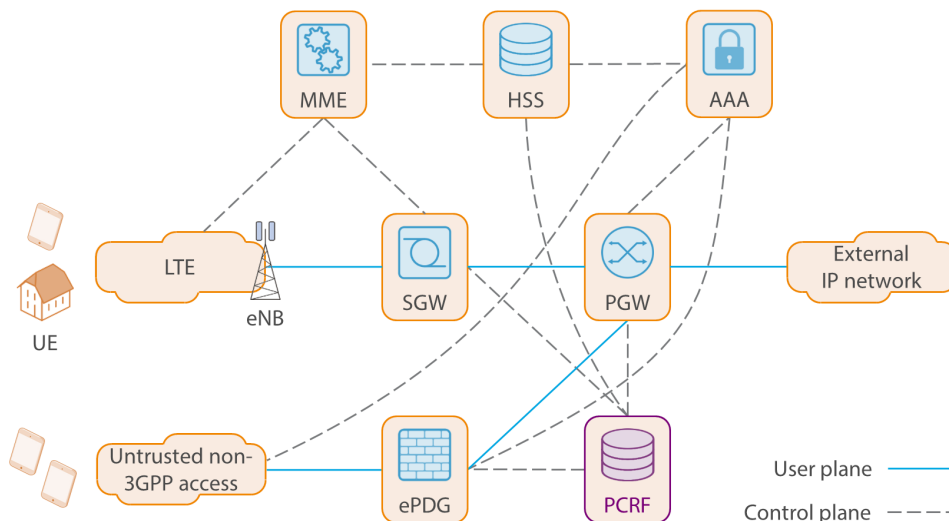 MME
HSS
AAA
LTE
eNB
SGW
PGW
External
IP network
UE
Untrusted non-
3GPP access
ePDG
PCRF
User plane
Control plane